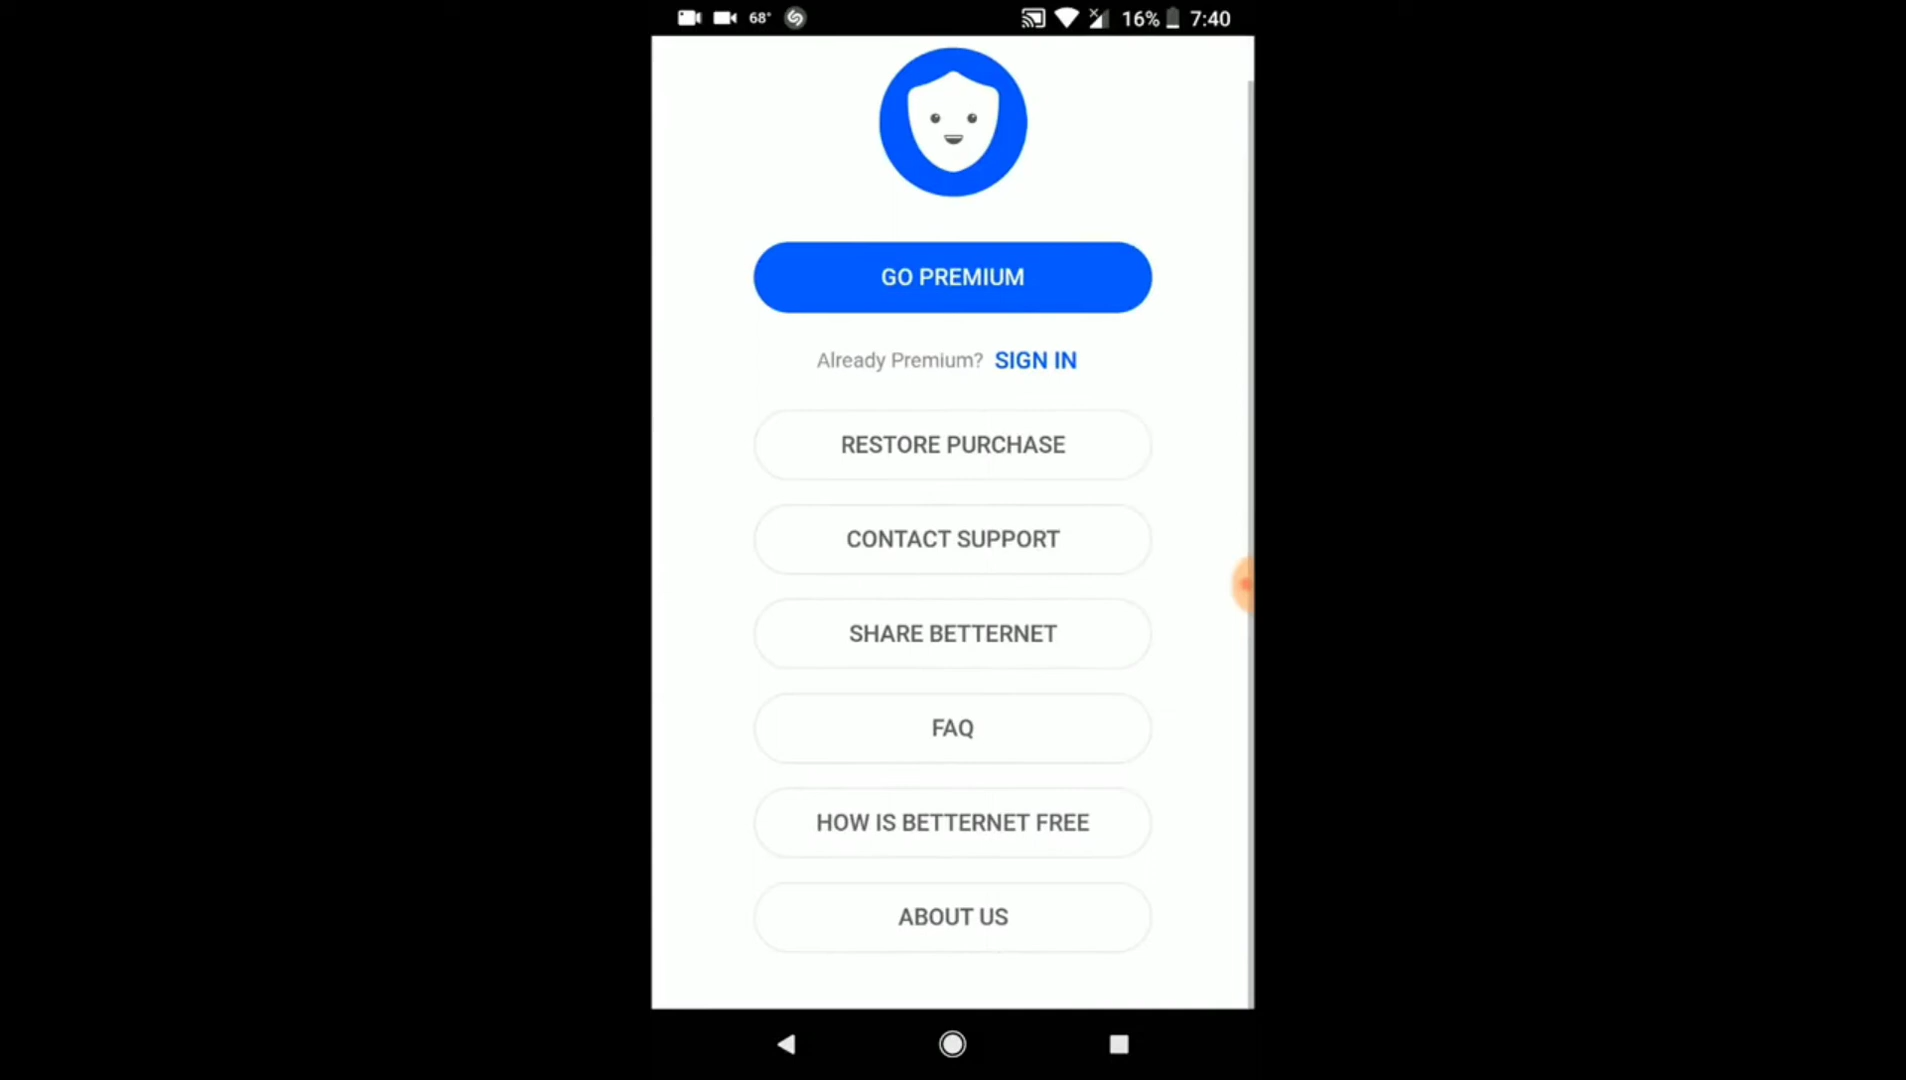 68° 16% 7:40
GO PREMIUM
Already Premium? SIGN IN
RESTORE PURCHASE
CONTACT SUPPORT
SHARE BETTERNET
FAQ
HOW IS BETTERNET FREE
ABOUT US